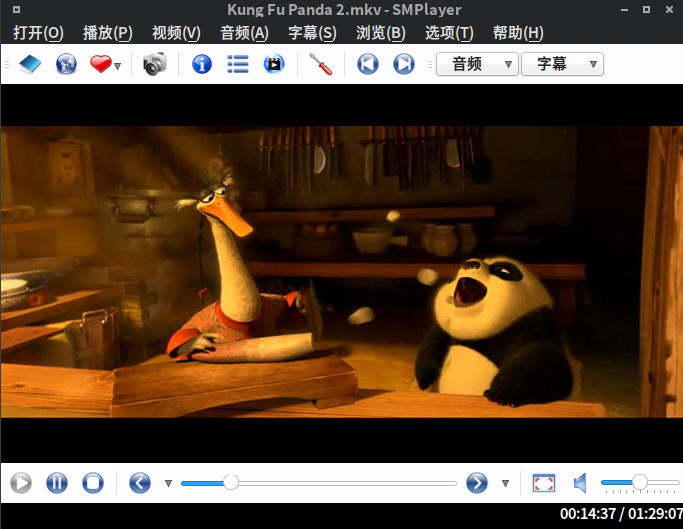 Kung Fu Panda 2.mkv - SMPlayer
打开(O) 播放(P) 视频(V) 音频(A) 字幕(S) 浏览(B) 选项(T) 帮助(H)
音频 字幕
00:14:37 / 01:29:07